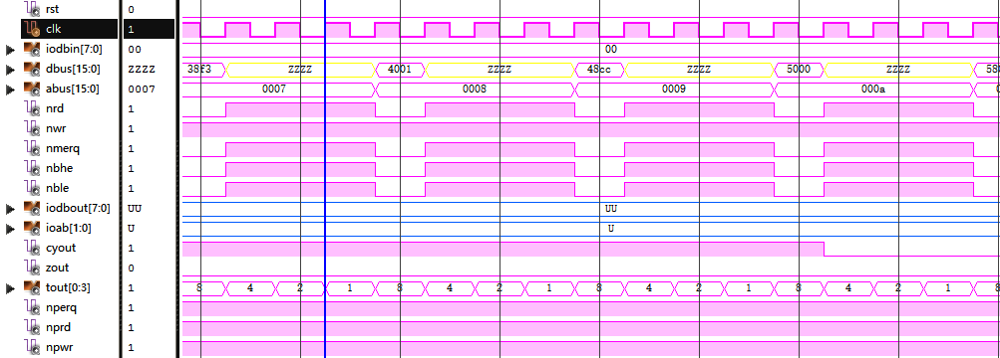 rst 0
clk 1
iodbin[7:0] 00 00
dbus[15:0] ZZZZ 38f3 ZZZZ 4001 ZZZZ 48cc ZZZZ 5000 ZZZZ 58
abus[15:0] 0007 0007 0008 0009 000a
nrd 1
nwr 1
nmerq 1
nbhe 1
nble 1
iodbout[7:0] UU UU
ioab[1:0] U U
cyout 1
zout 0
tout[0:3] 1 8 4 2 1 8 4 2 1 8 4 2 1 8 4 2 1 8
nperq 1
nprd 1
npwr 1